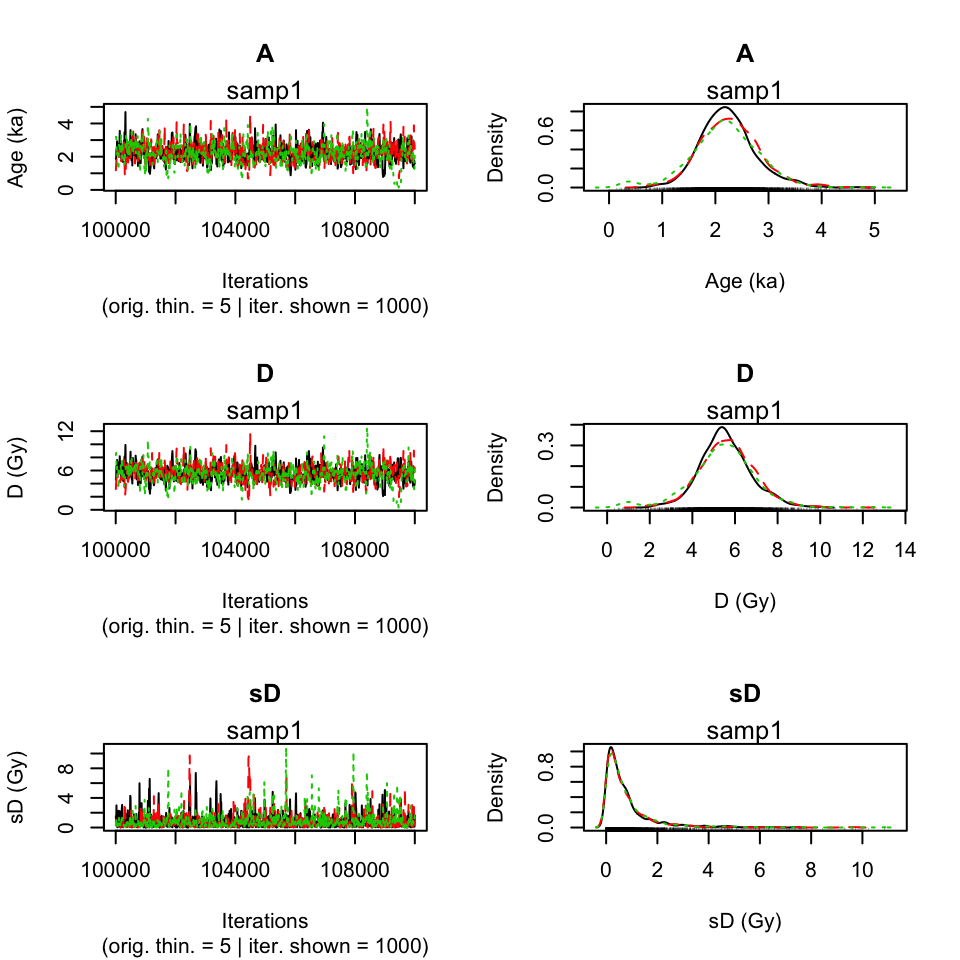 A
samp1
Age (ka)
0 2 4
100000 104000 108000
Iterations
(orig. thin. = 5 | iter. shown = 1000)
A
samp1
Density
0.0 0.6
0 1 2 3 4 5
Age (ka)
D
samp1
D (Gy)
0 6 12
100000 104000 108000
Iterations
(orig. thin. = 5 | iter. shown = 1000)
D
samp1
Density
0.0 0.3
0 2 4 6 8 10 12 14
D (Gy)
sD
samp1
sD (Gy)
0 4 8
100000 104000 108000
Iterations
(orig. thin. = 5 | iter. shown = 1000)
sD
samp1
Density
0.0 0.8
0 2 4 6 8 10
sD (Gy)